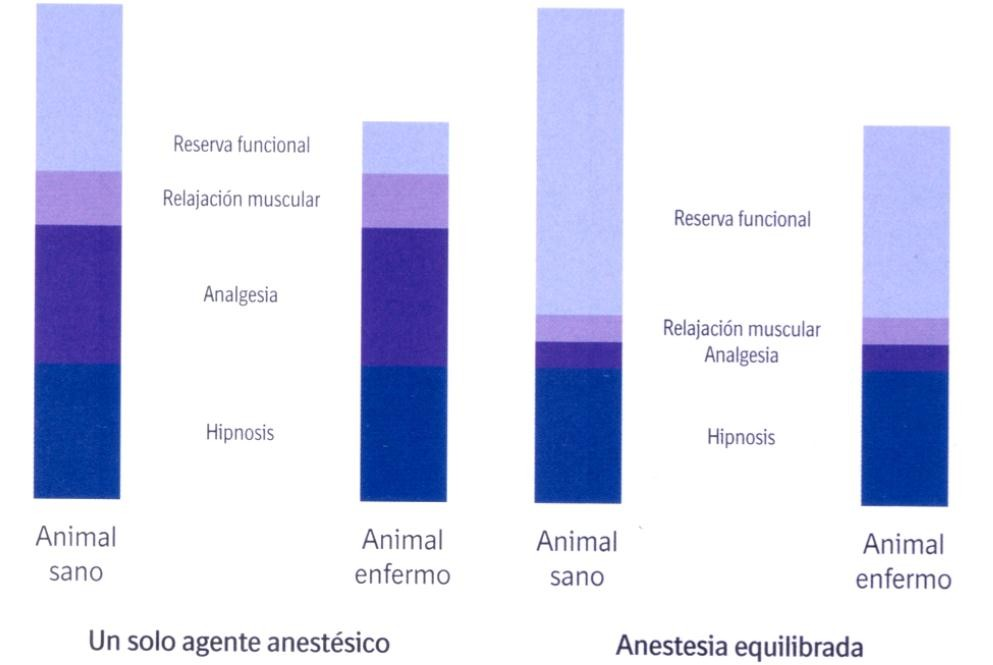 Reserva funcional
Relajación muscular
Analgesia
Hipnosis
Animal
sano
Animal
enfermo
Un solo agente anestésico
Reserva funcional
Relajación muscular
Analgesia
Hipnosis
Animal
sano
Animal
enfermo
Anestesia equilibrada